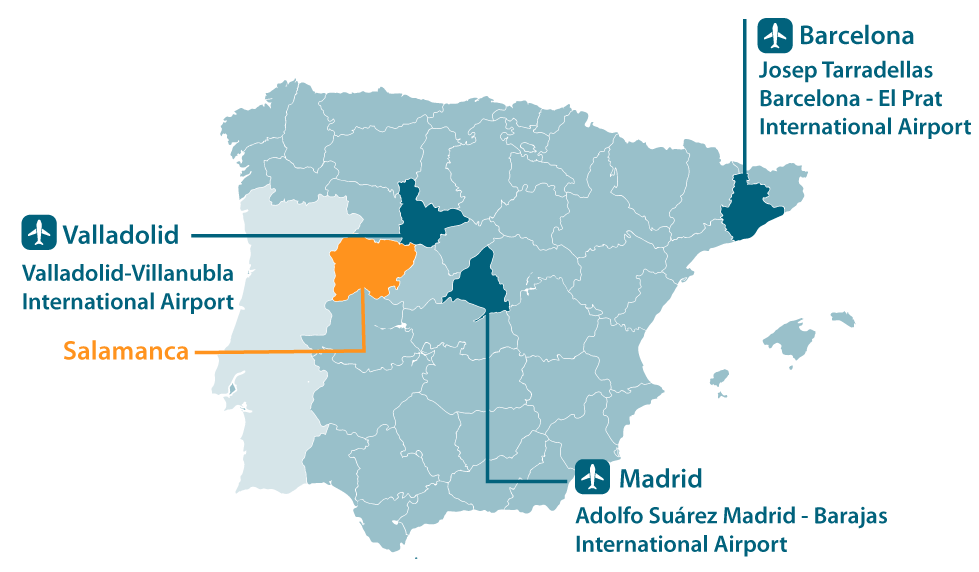 Barcelona
Josep Tarradellas
Barcelona - El Prat
International Airport
Valladolid
Valladolid-Villanubla
International Airport
Salamanca
Madrid
Adolfo Suárez Madrid - Barajas
International Airport